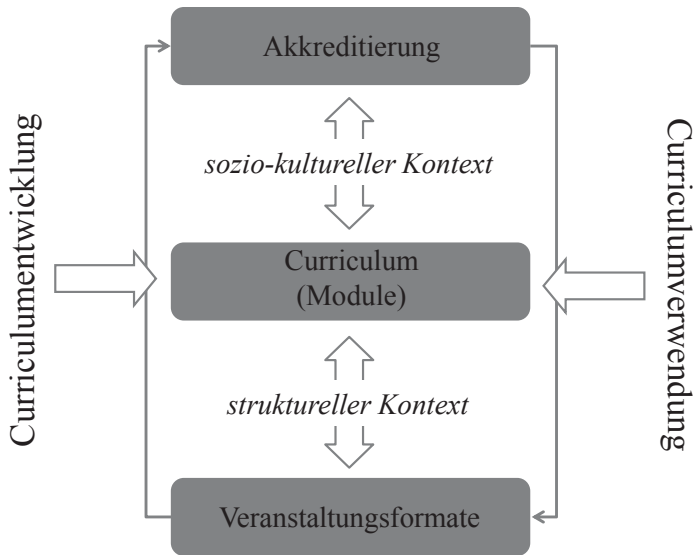 Akkreditierung
sozio-kultureller Kontext
Curriculumentwicklung
Curriculum
(Module)
Curriculumverwendung
struktureller Kontext
Veranstaltungsformate